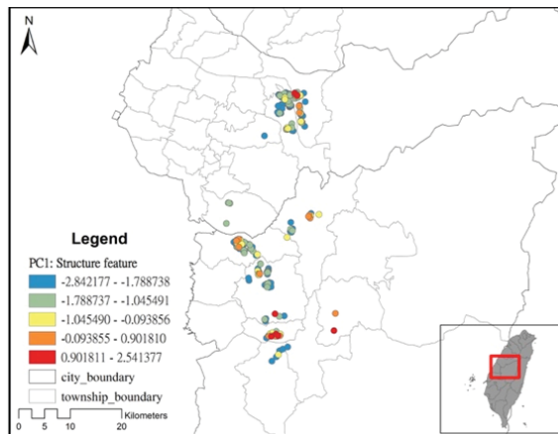 N
Legend
PC1: Structure feature
-2.842177 - -1.788738
-1.788737 - -1.045491
-1.045490 - -0.093856
-0.093855 - 0.901810
0.901811 - 2.541377
city_boundary
township_boundary
0 5 10 20
Kilometers